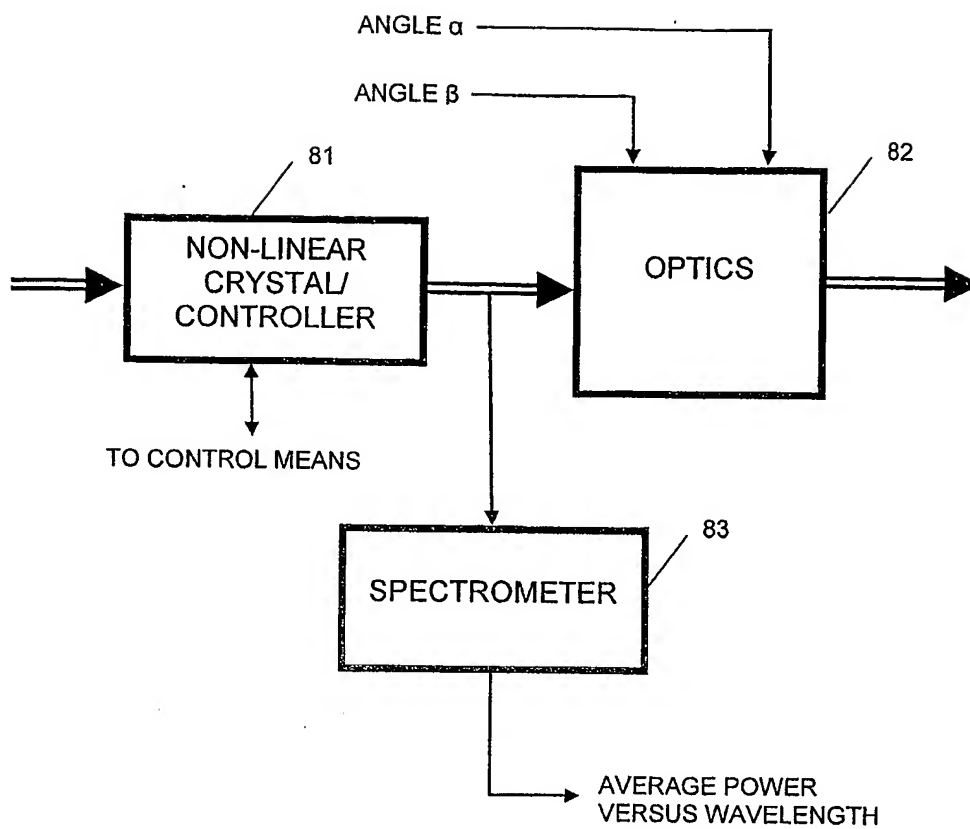 ANGLE α
ANGLE β
81
82
NON-LINEAR
CRYSTAL/
CONTROLLER
OPTICS
TO CONTROL MEANS
83
SPECTROMETER
AVERAGE POWER
VERSUS WAVELENGTH